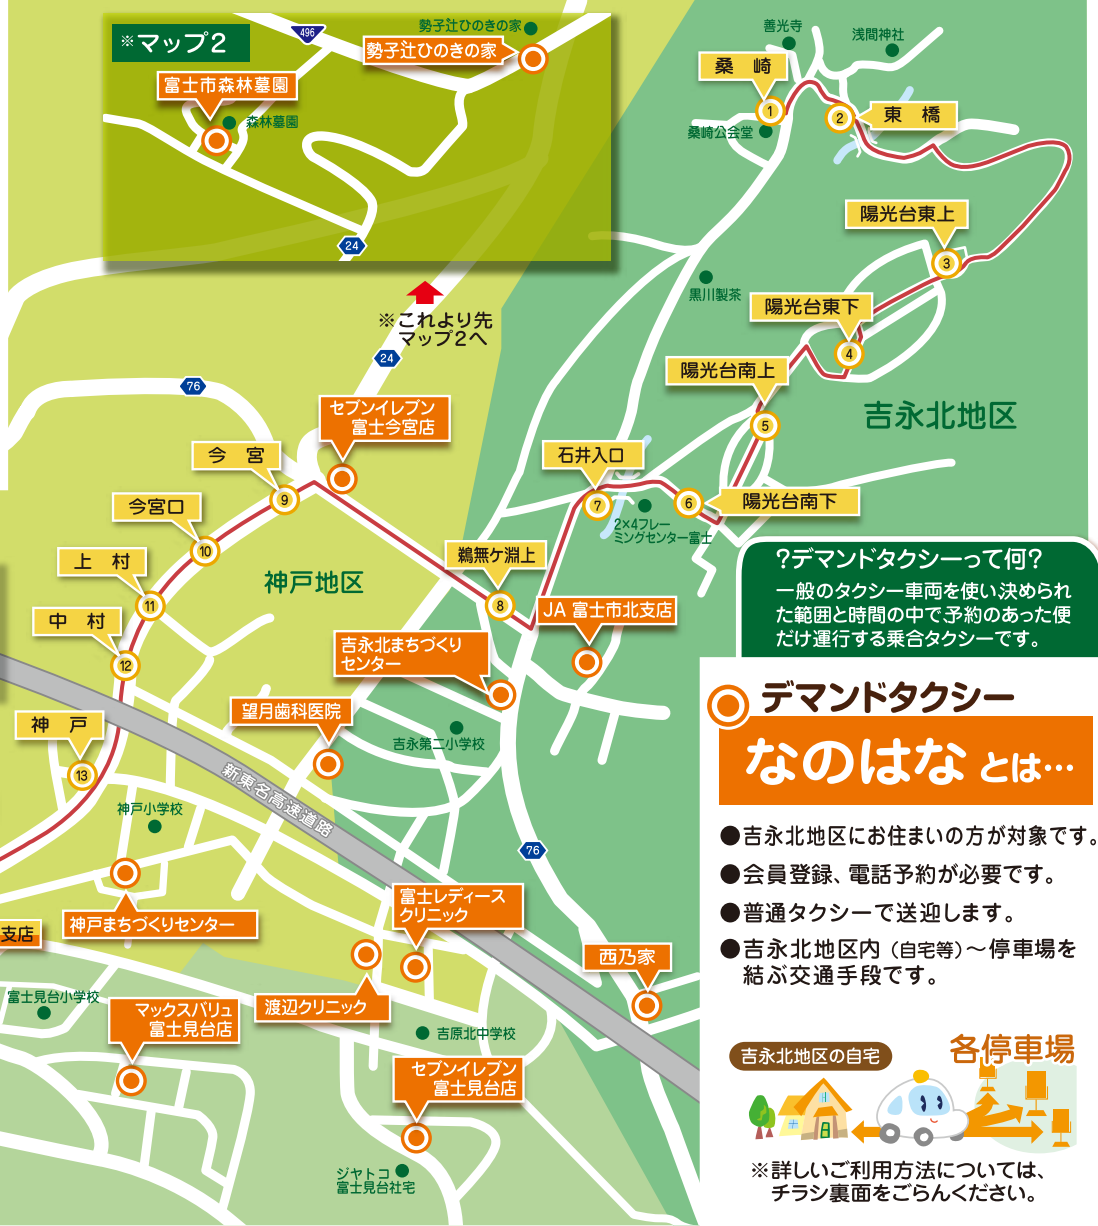 ※マップ2
496
勢子辻ひのきの家
勢子辻ひのきの家
富士市森林墓園
森林墓園
24
善光寺
浅間神社
桑　崎
1
桑崎公会堂
2
東　橋
陽光台東上
3
黒川製茶
陽光台東下
4
※これより先
マップ2へ
24
陽光台南上
5
吉永北地区
76
セブンイレブン
富士今宮店
今　宮
9
石井入口
7
6
陽光台南下
2×4フレー
ミングセンター富士
今宮口
10
上　村
11
神戸地区
鵜無ケ淵上
8
中　村
12
JA 富士市北支店
吉永北まちづくり
センター
望月歯科医院
吉永第二小学校
神　戸
13
新東名高速道路
神戸小学校
76
神戸まちづくりセンター
支店
富士レディース
クリニック
西乃家
渡辺クリニック
富士見台小学校
マックスバリュ
富士見台店
吉原北中学校
セブンイレブン
富士見台店
ジヤトコ
富士見台社宅
?デマンドタクシーって何?
一般のタクシー車両を使い、決められ
た範囲と時間の中で予約のあった便
だけ運行する乗合タクシーです。
デマンドタクシー
なのはなとは…
●吉永北地区にお住まいの方が対象です。
●会員登録、電話予約が必要です。
●普通タクシーで送迎します。
●吉永北地区内（自宅等）～停車場を
結ぶ交通手段です。
吉永北地区の自宅
各停車場
※詳しいご利用方法については、
チラシ裏面をごらんください。